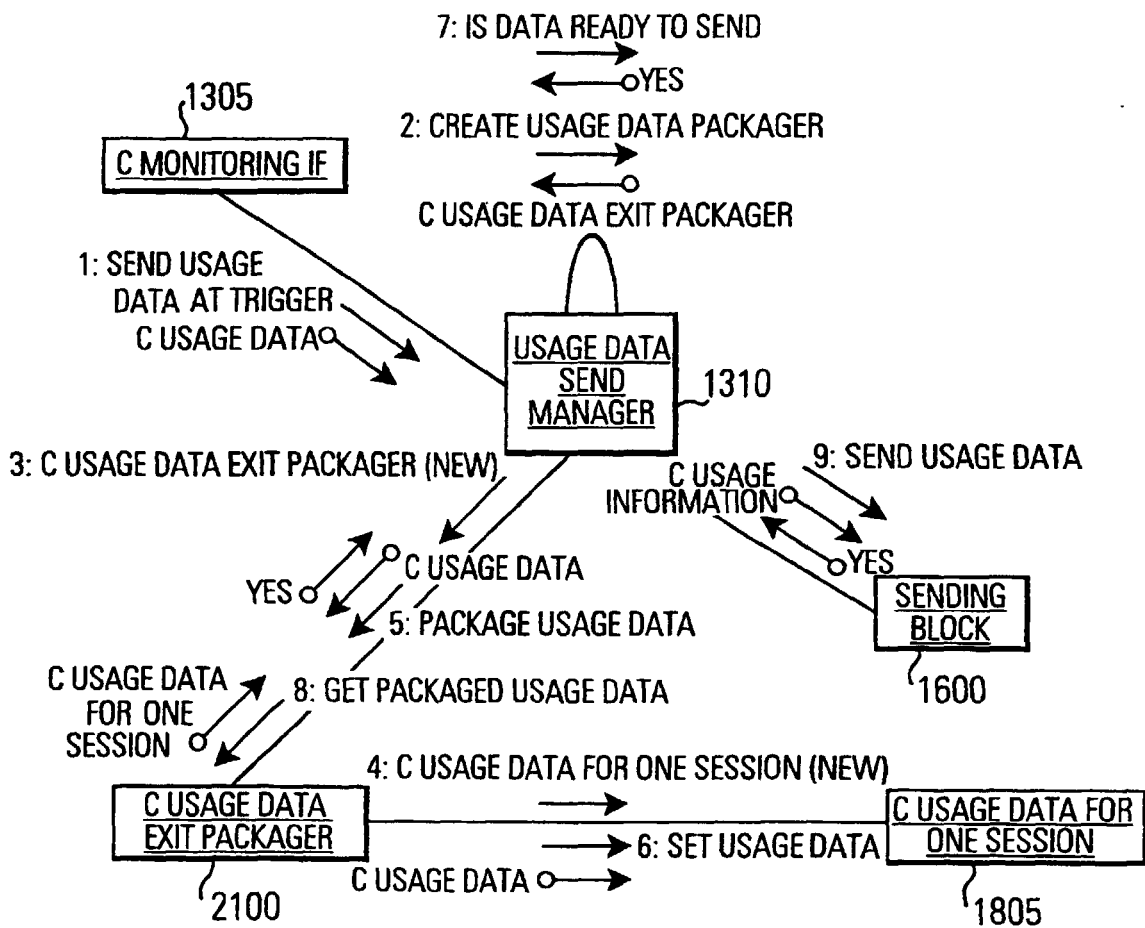 7: IS DATA READY TO SEND
YES
2: CREATE USAGE DATA PACKAGER
C USAGE DATA EXIT PACKAGER
1305
C MONITORING IF
1: SEND USAGE
DATA AT TRIGGER
C USAGE DATA
USAGE DATA
SEND
MANAGER
1310
3: C USAGE DATA EXIT PACKAGER (NEW)
C USAGE
INFORMATION
9: SEND USAGE DATA
YES
SENDING
BLOCK
1600
C USAGE DATA
YES
5: PACKAGE USAGE DATA
C USAGE DATA
FOR ONE
SESSION
8: GET PACKAGED USAGE DATA
4: C USAGE DATA FOR ONE SESSION (NEW)
C USAGE DATA
EXIT PACKAGER
2100
6: SET USAGE DATA
C USAGE DATA
C USAGE DATA FOR
ONE SESSION
1805